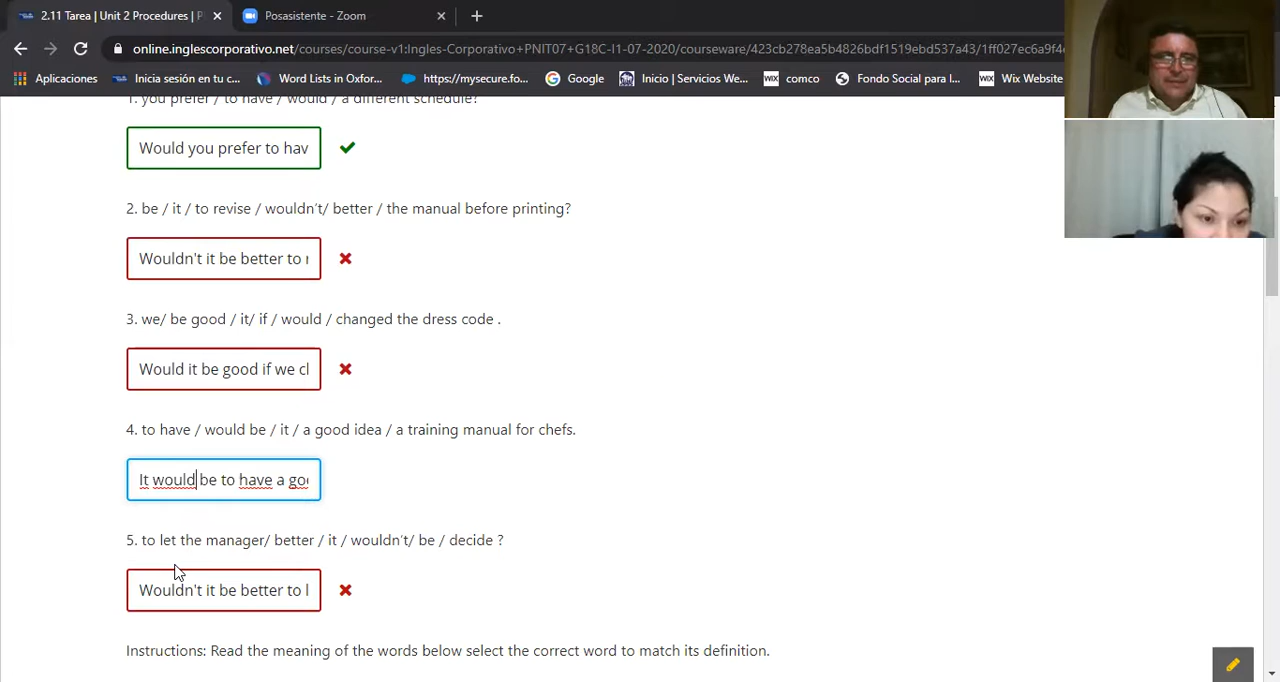 2.11 Tarea | Unit 2 Procedures | P
Posasistente - Zoom
online.inglescorporativo.net/courses/course-v1:Ingles-Corporativo+PNIT07+G18C-I1-07-2020/courseware/423cb278ea5b4826bdf1519ebd537a43/1ff027ec6a9f4
Aplicaciones
Inicia sesión en tu c...
Word Lists in Oxfor...
https://mysecure.fo...
Google
Inicio | Servicios We...
WIX comco
Fondo Social para l...
WIX Wix Website
1. you prefer / to have / would / a different schedule?
Would you prefer to hav
2. be / it / to revise / wouldn´t/ better / the manual before printing?
Wouldn't it be better to r
3. we/ be good / it/ if / would / changed the dress code .
Would it be good if we cl
4. to have / would be / it / a good idea / a training manual for chefs.
It would be to have a goo
5. to let the manager/ better / it / wouldn´t/ be / decide ?
Wouldn't it be better to l
Instructions: Read the meaning of the words below select the correct word to match its definition.